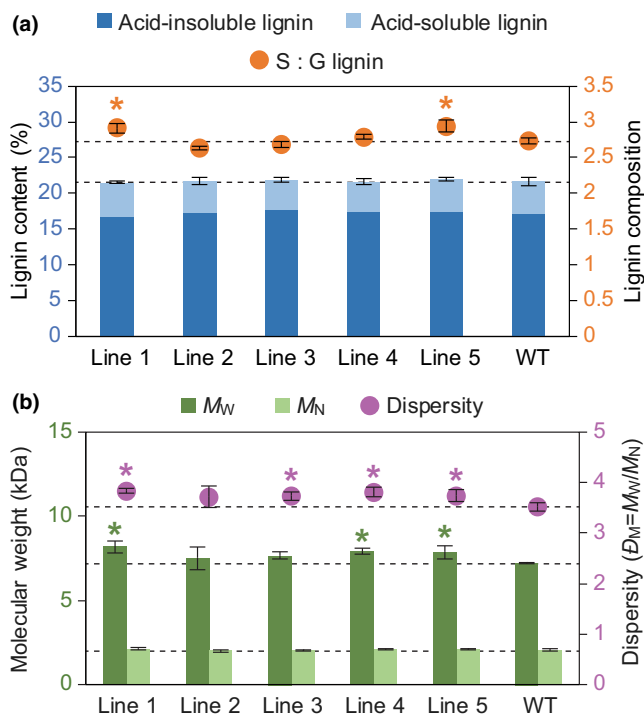 (a)
Acid-insoluble lignin
Acid-soluble lignin
S : G lignin
Lignin content (%)
35
30
25
20
15
10
5
0
*
*
3.5
3
2.5
2
1.5
1
0.5
0
Lignin composition
Line 1 Line 2 Line 3 Line 4 Line 5 WT
(b)
MW MN Dispersity
Molecular weight (kDa)
15
10
5
0
* * * *
* * *
5
4
3
2
1
0
Dispersity (ĐM=MW/MN)
Line 1 Line 2 Line 3 Line 4 Line 5 WT